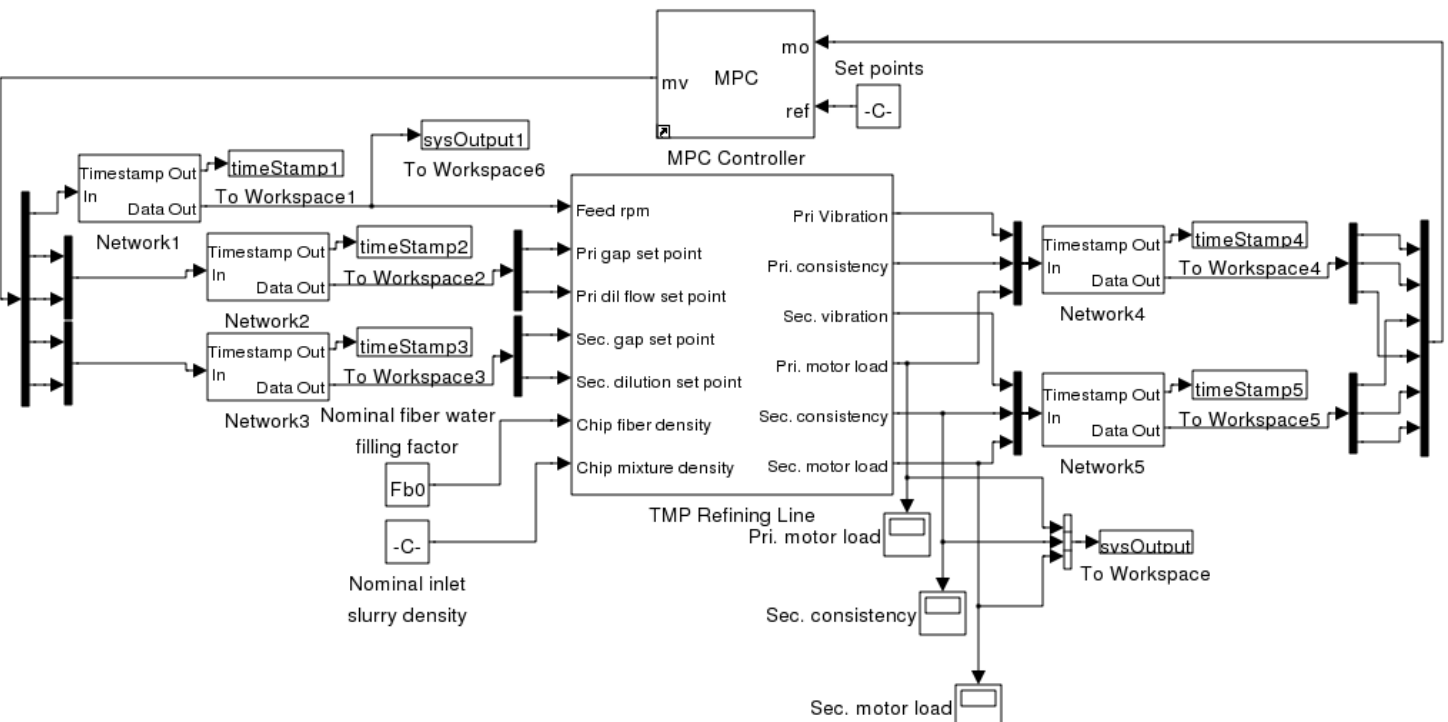 mo
Set points
mv
MPC
ref
-C-
MPC Controller
sysOutput1
To Workspace6
Timestamp Out
In
Data Out
timeStamp1
To Workspace1
Network1
Timestamp Out
In
Data Out
timeStamp2
To Workspace2
Network2
Timestamp Out
In
Data Out
timeStamp3
To Workspace3
Network3
Nominal fiber water
filling factor
Fb0
-C-
Nominal inlet
slurry density
Feed rpm
Pri gap set point
Pri dil flow set point
Sec. gap set point
Sec. dilution set point
Chip fiber density
Chip mixture density
Pri Vibration
Pri. consistency
Sec. vibration
Pri. motor load
Sec. consistency
Sec. motor load
TMP Refining Line
Timestamp Out
In
Data Out
timeStamp4
To Workspace4
Network4
Timestamp Out
In
Data Out
timeStamp5
To Workspace5
Network5
Pri. motor load
sysOutput
To Workspace
Sec. consistency
Sec. motor load